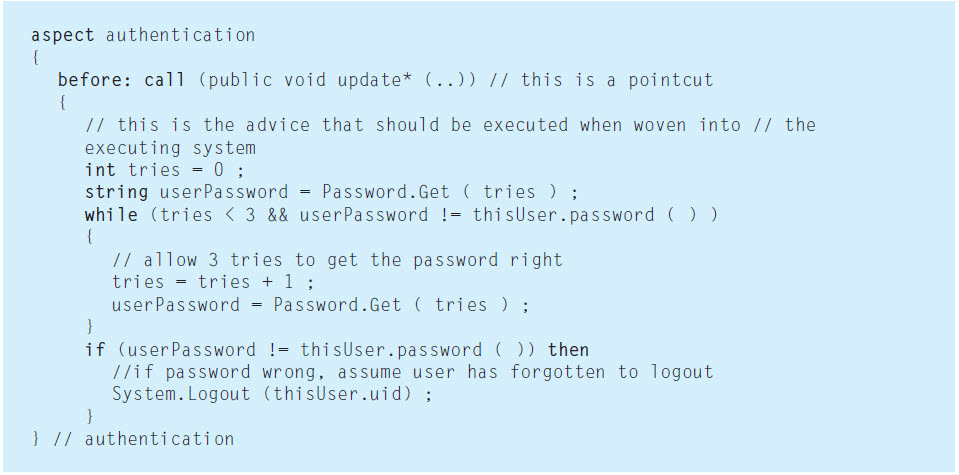 aspect authentication
{
before: call (public void update* (..)) // this is a pointcut
{
// this is the advice that should be executed when woven into // the
executing system
int tries = 0 ;
string userPassword = Password.Get ( tries ) ;
while (tries < 3 && userPassword != thisUser.password ( ) )
{
// allow 3 tries to get the password right
tries = tries + 1 ;
userPassword = Password.Get ( tries ) ;
}
if (userPassword != thisUser.password ( )) then
//if password wrong, assume user has forgotten to logout
System.Logout (thisUser.uid) ;
}
} // authentication